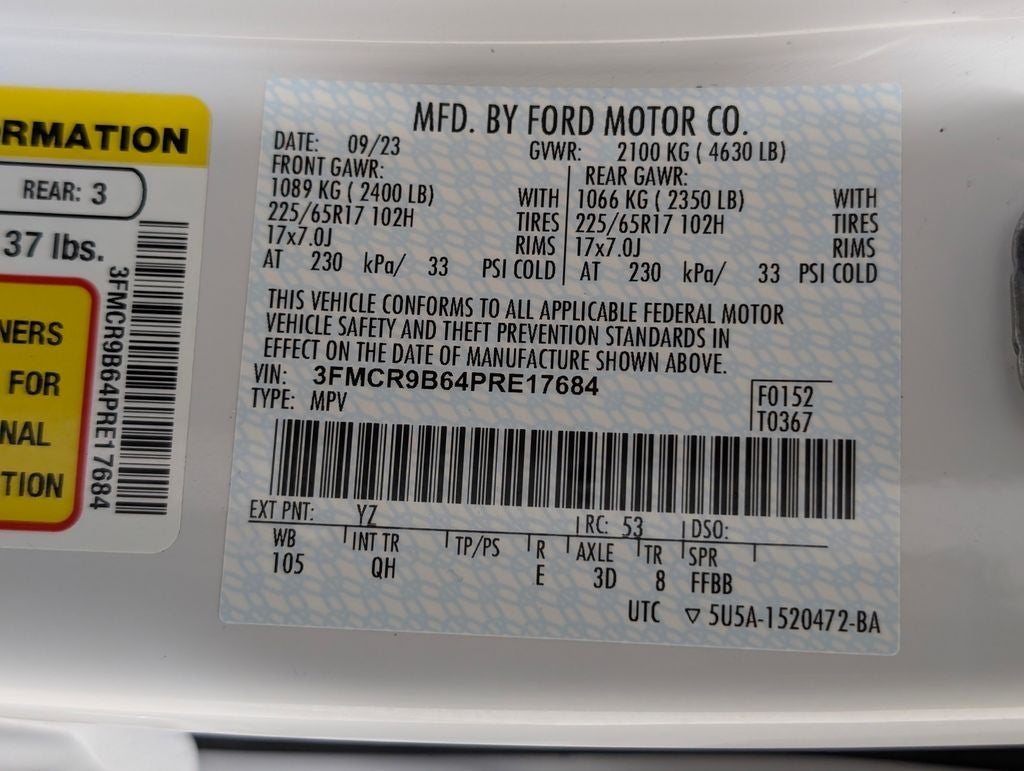 RMATION
REAR: 3
37 lbs.
NERS
FOR
NAL
TION
3FMCR9B64PRE17684
MFD. BY FORD MOTOR CO.
DATE: 09/23 GVWR: 2100 KG ( 4630 LB)
FRONT GAWR: REAR GAWR:
1089 KG ( 2400 LB) WITH 1066 KG ( 2350 LB) WITH
225/65R17 102H TIRES 225/65R17 102H TIRES
17x7.0J RIMS 17x7.0J RIMS
AT 230 kPa/ 33 PSI COLD AT 230 kPa/ 33 PSI COLD
THIS VEHICLE CONFORMS TO ALL APPLICABLE FEDERAL MOTOR
VEHICLE SAFETY AND THEFT PREVENTION STANDARDS IN
EFFECT ON THE DATE OF MANUFACTURE SHOWN ABOVE.
VIN: 3FMCR9B64PRE17684
TYPE: MPV
F0152
T0367
EXT PNT: YZ RC: 53 DSO:
WB INT TR TP/PS R AXLE TR SPR
105 QH E 3D 8 FFBB
UTC ▽ 5U5A-1520472-BA